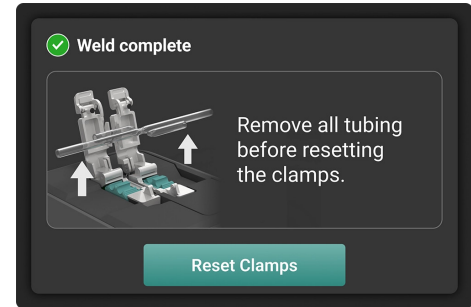 Weld complete
Remove all tubing
before resetting
the clamps.
Reset Clamps